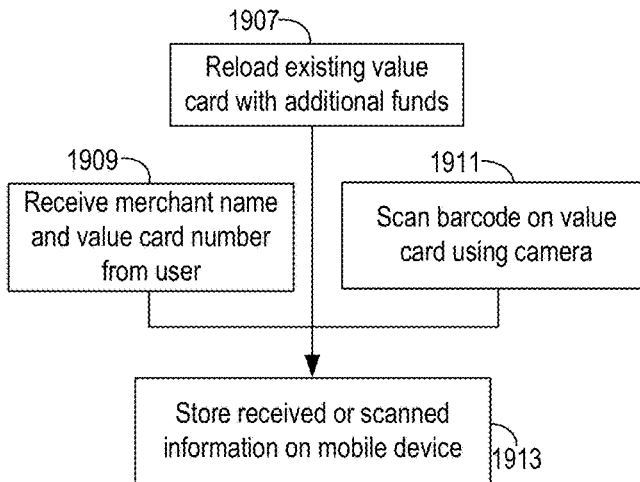 1907
Reload existing value
card with additional funds
1909
Receive merchant name
and value card number
from user
1911
Scan barcode on value
card using camera
Store received or scanned
information on mobile device
1913